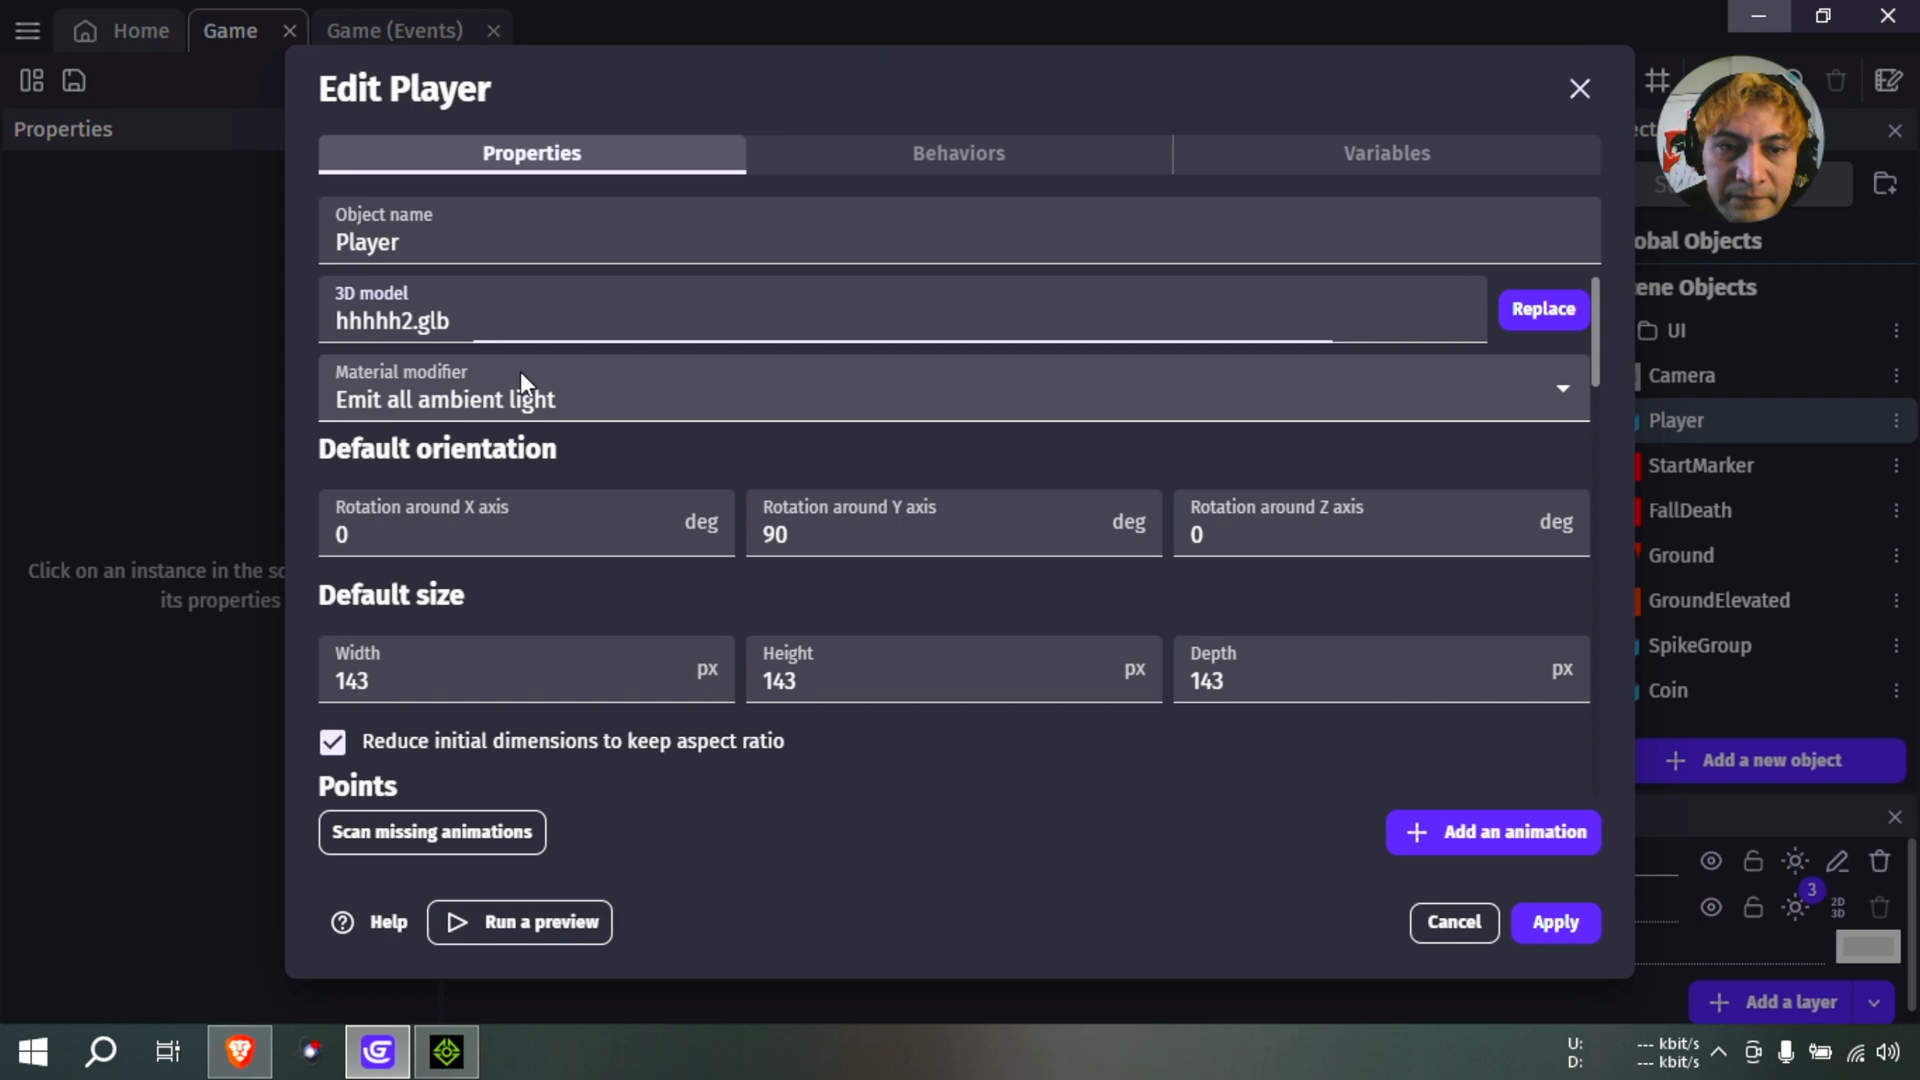 Home
Game
Game (Events)
Properties
Edit Player
Properties
Behaviors
Variables
Object name
Player
3D model
hhhhh2.glb
Replace
Material modifier
Emit all ambient light
Default orientation
Rotation around X axis
0
deg
Rotation around Y axis
90
deg
Rotation around Z axis
0
deg
Default size
Width
143
px
Height
143
px
Depth
143
px
Reduce initial dimensions to keep aspect ratio
Points
Scan missing animations
Add an animation
Help
Run a preview
Cancel
Apply
Click on an instance in the sc
its properties
obal Objects
ene Objects
UI
Camera
Player
StartMarker
FallDeath
Ground
GroundElevated
SpikeGroup
Coin
Add a new object
3
2D
3D
Add a layer
U:
--- kbit/s
D:
--- kbit/s